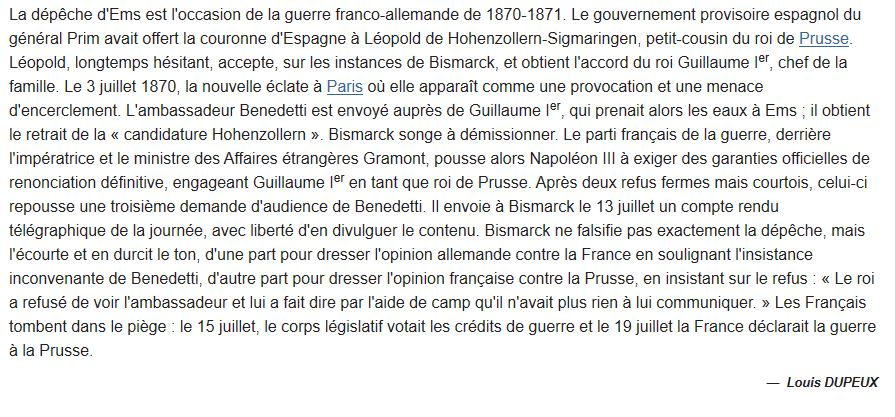 La dépêche d'Ems est l'occasion de la guerre franco-allemande de 1870-1871. Le gouvernement provisoire espagnol du
général Prim avait offert la couronne d'Espagne à Léopold de Hohenzollern-Sigmaringen, petit-cousin du roi de Prusse.
Léopold, longtemps hésitant, accepte, sur les instances de Bismarck, et obtient l'accord du roi Guillaume Ier, chef de la
famille. Le 3 juillet 1870, la nouvelle éclate à Paris où elle apparaît comme une provocation et une menace
d'encerclement. L'ambassadeur Benedetti est envoyé auprès de Guillaume Ier, qui prenait alors les eaux à Ems ; il obtient
le retrait de la « candidature Hohenzollern ». Bismarck songe à démissionner. Le parti français de la guerre, derrière
l'impératrice et le ministre des Affaires étrangères Gramont, pousse alors Napoléon III à exiger des garanties officielles de
renonciation définitive, engageant Guillaume Ier en tant que roi de Prusse. Après deux refus fermes mais courtois, celui-ci
repousse une troisième demande d'audience de Benedetti. Il envoie à Bismarck le 13 juillet un compte rendu
télégraphique de la journée, avec liberté d'en divulguer le contenu. Bismarck ne falsifie pas exactement la dépêche, mais
l'écourte et en durcit le ton, d'une part pour dresser l'opinion allemande contre la France en soulignant l'insistance
inconvenante de Benedetti, d'autre part pour dresser l'opinion française contre la Prusse, en insistant sur le refus : « Le roi
a refusé de voir l'ambassadeur et lui a fait dire par l'aide de camp qu'il n'avait plus rien à lui communiquer. » Les Français
tombent dans le piège : le 15 juillet, le corps législatif votait les crédits de guerre et le 19 juillet la France déclarait la guerre
à la Prusse.
— Louis DUPEUX